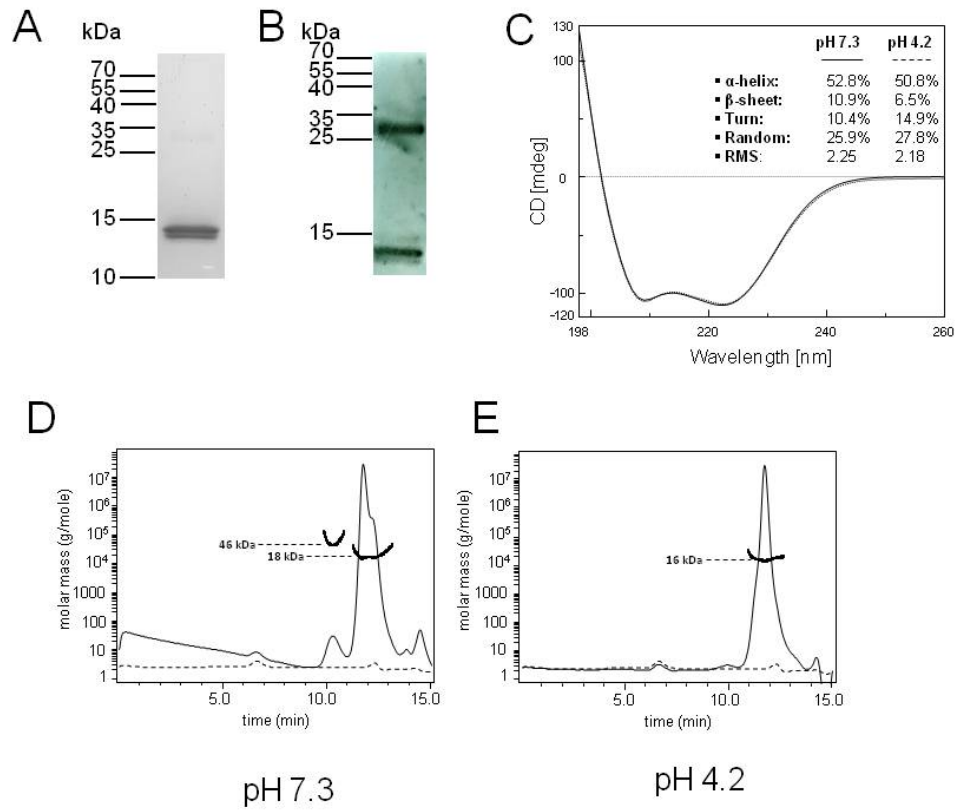 A
kDa
70
55
40
35
25
15
10
B
kDa
70
55
40
35
25
15
C
pH 7.3 pH 4.2
▪ α-helix: 52.8% 50.8%
▪ β-sheet: 10.9% 6.5%
▪ Turn: 10.4% 14.9%
▪ Random: 25.9% 27.8%
▪ RMS: 2.25 2.18
130
100
0
-100
-120
CD [mdeg]
198 220 240 260
Wavelength [nm]
D
molar mass (g/mole)
10⁷
10⁶
10⁵
10⁴
1000
100
10
1
46 kDa
18 kDa
5.0 10.0 15.0
time (min)
pH 7.3
E
molar mass (g/mole)
10⁷
10⁶
10⁵
10⁴
1000
100
10
1
16 kDa
5.0 10.0 15.0
time (min)
pH 4.2